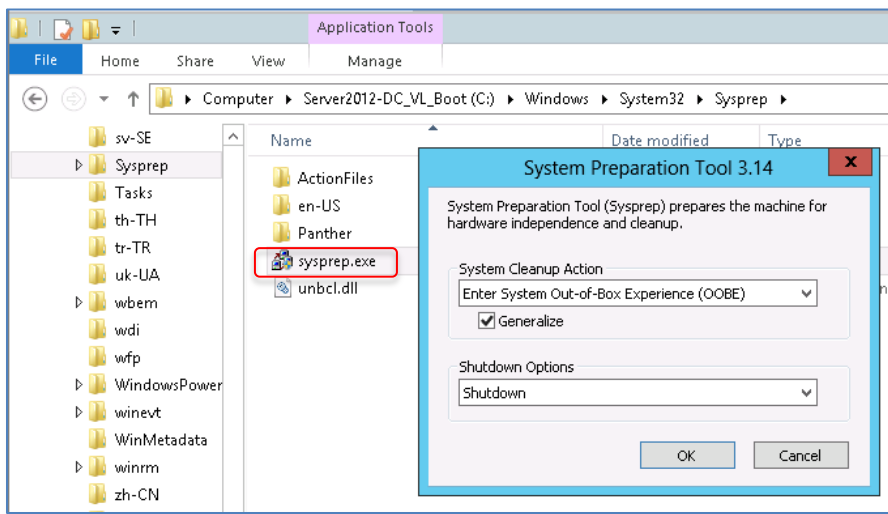 Application Tools
File Home Share View Manage
Computer Server2012-DC_VL_Boot (C:) Windows System32 Sysprep
sv-SE
Sysprep
Tasks
th-TH
tr-TR
uk-UA
wbem
wdi
wfp
WindowsPower
winevt
WinMetadata
winrm
zh-CN
Name Date modified Type
ActionFiles
en-US
Panther
sysprep.exe
unbcl.dll
System Preparation Tool 3.14
x
System Preparation Tool (Sysprep) prepares the machine for
hardware independence and cleanup.
System Cleanup Action
Enter System Out-of-Box Experience (OOBE)
Generalize
Shutdown Options
Shutdown
OK Cancel